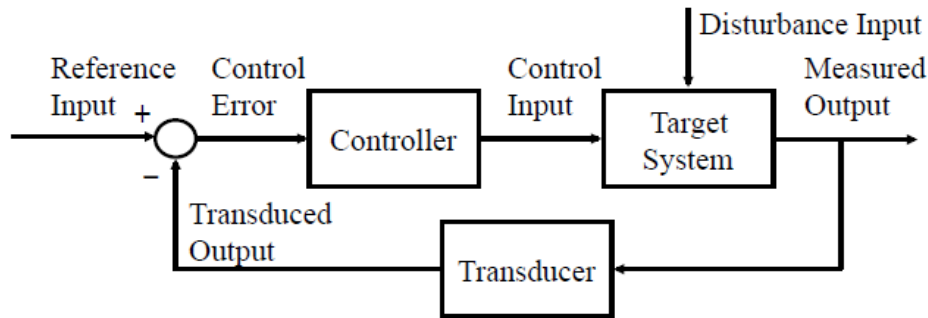 Disturbance Input
Reference
Input
Control
Error
Control
Input
Measured
Output
+
Controller
Target
System
−
Transduced
Output
Transducer